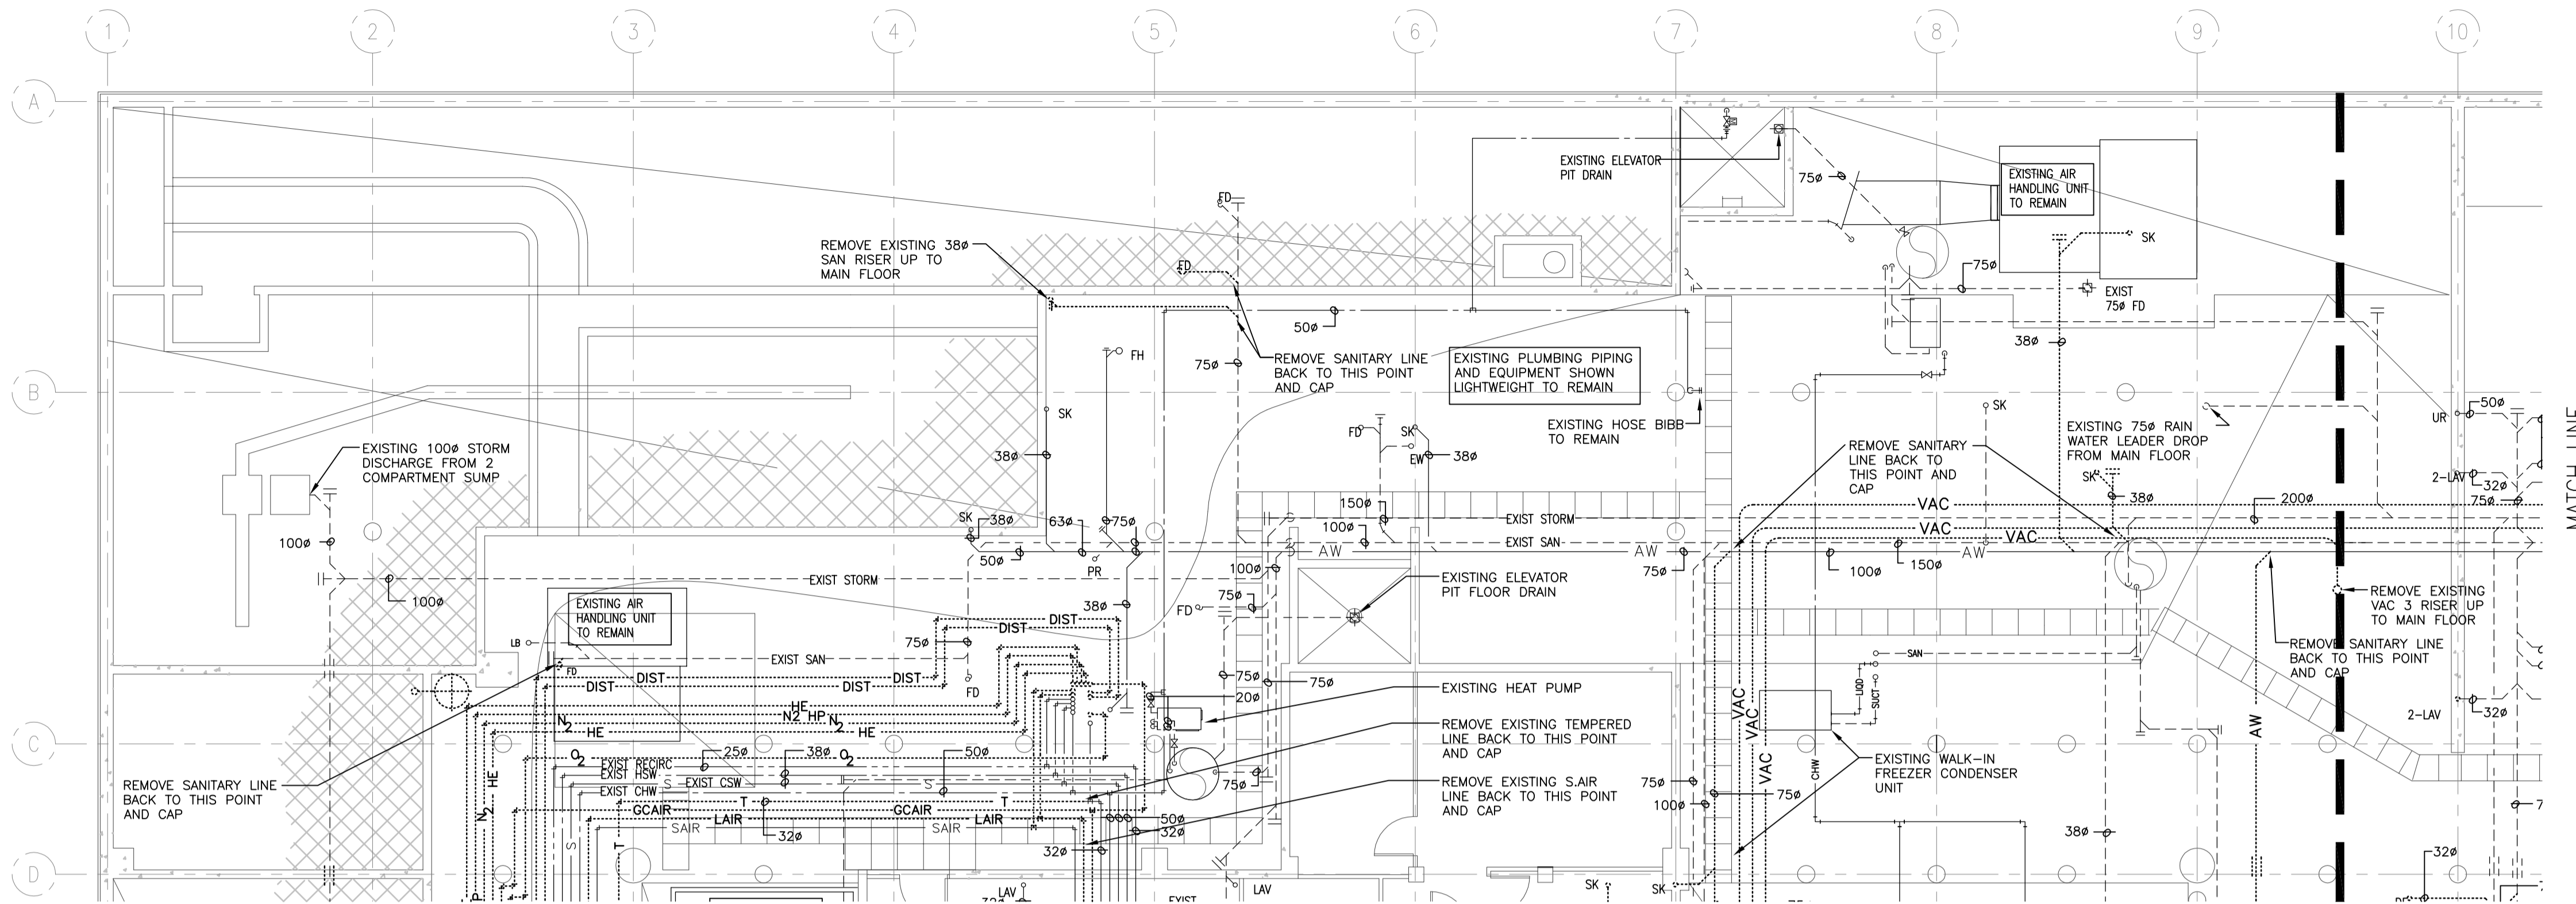 1
2
3
4
5
6
7
8
9
10
A
B
C
D
EXISTING ELEVATOR
PIT DRAIN
75ø
EXISTING AIR
HANDLING UNIT
TO REMAIN
FD
REMOVE EXISTING 38ø
SAN RISER UP TO
MAIN FLOOR
FD
SK
75ø
EXIST
75ø FD
50ø
38ø
FH
75ø
REMOVE SANITARY LINE
BACK TO THIS POINT
AND CAP
EXISTING PLUMBING PIPING
AND EQUIPMENT SHOWN
LIGHTWEIGHT TO REMAIN
SK
EXISTING HOSE BIBB
TO REMAIN
SK
50ø
UR
EXISTING 100ø STORM
DISCHARGE FROM 2
COMPARTMENT SUMP
38ø
FD
SK
EW
38ø
REMOVE SANITARY
LINE BACK TO
THIS POINT AND
CAP
EXISTING 75ø RAIN
WATER LEADER DROP
FROM MAIN FLOOR
SK
38ø
200ø
2-LAV
32ø
75ø
MATCH LINE
150ø
100ø
VAC
VAC
VAC
SK
38ø
63ø
75ø
EXIST STORM
EXIST SAN
100ø
50ø
PR
AW
AW
75ø
100ø
150ø
AW
EXIST STORM
100ø
100ø
EXISTING ELEVATOR
PIT FLOOR DRAIN
REMOVE EXISTING
VAC 3 RISER UP
TO MAIN FLOOR
EXISTING AIR
HANDLING UNIT
TO REMAIN
38ø
75ø
FD
DIST
DIST
LB
75ø
EXIST SAN
FD
FD
SAN
REMOVE SANITARY LINE
BACK TO THIS POINT
AND CAP
DIST
DIST
DIST
DIST
75ø
75ø
20ø
EXISTING HEAT PUMP
LIQD
SUCT
VAC
VAC
VAC
2-LAV
32ø
HE
N2 HP
N2
N2
HE
HE
AW
REMOVE EXISTING TEMPERED
LINE BACK TO THIS POINT
AND CAP
O2
O2
25ø
38ø
50ø
EXIST RECIRC
EXIST HSW
EXIST CSW
EXIST CHW
S
S
CHW
EXISTING WALK-IN
FREEZER CONDENSER
UNIT
REMOVE SANITARY LINE
BACK TO THIS POINT
AND CAP
HE
N2
T
T
75ø
REMOVE EXISTING S.AIR
LINE BACK TO THIS POINT
AND CAP
75ø
100ø
75ø
GCAIR
GCAIR
LAIR
LAIR
SAIR
SAIR
32ø
50ø
32ø
32ø
S
T
38ø
32ø
LAV
LAV
SK
SK
EXIST